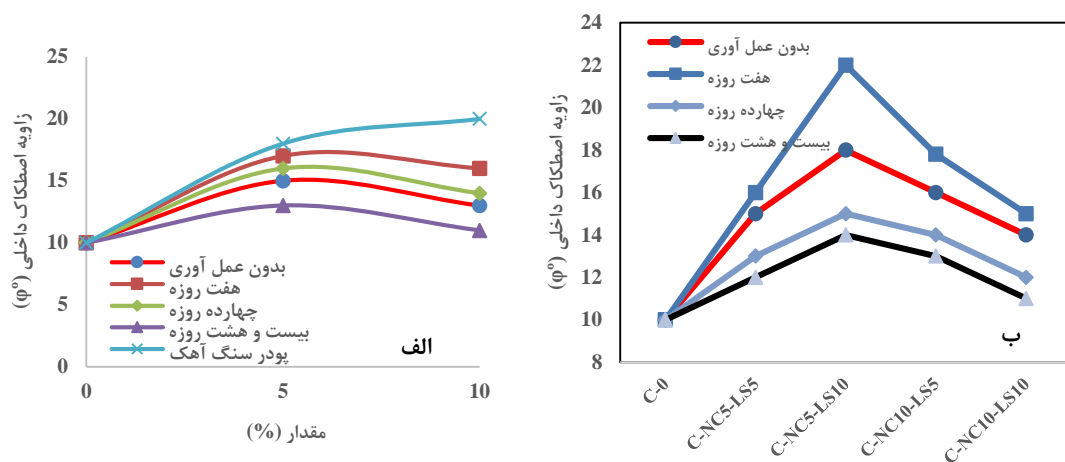 زاویه اصطکاک داخلی (φº)
25
20
15
10
5
0
بدون عمل آوری
هفت روزه
چهارده روزه
بیست و هشت روزه
پودر سنگ آهک
الف
0
5
10
مقدار (%)
زاویه اصطکاک داخلی (φº)
24
22
20
18
16
14
12
10
8
بدون عمل آوری
هفت روزه
چهارده روزه
بیست و هشت روزه
ب
C-0
C-NC5-LS5
C-NC5-LS10
C-NC10-LS5
C-NC10-LS10